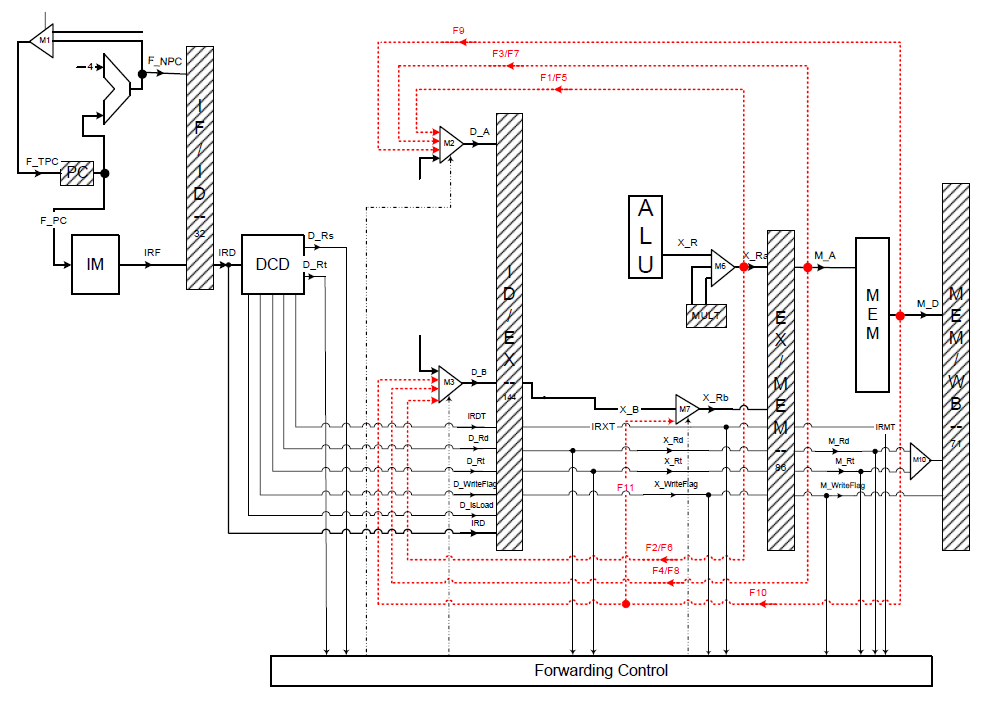 F9
M1
F3/F7
F_NPC
4
F1/F5
IF/ID--32
D_A
M2
F_TPC
PC
ALU
F_PC
D_Rs
X_R
IM
IRF
IRD
DCD
D_Rt
M6
X_Ra
M_A
ID/EX--144
MEM
MULT
M_D
EX/MEM--86
MEM/WB--71
D_B
M3
X_B
M7
X_Rb
IRDT
IRXT
IRMT
D_Rd
X_Rd
M_Rd
D_Rt
X_Rt
M_Rt
M10
D_WriteFlag
F11
X_WriteFlag
M_WriteFlag
D_IsLoad
IRD
F2/F6
F4/F8
F10
Forwarding Control